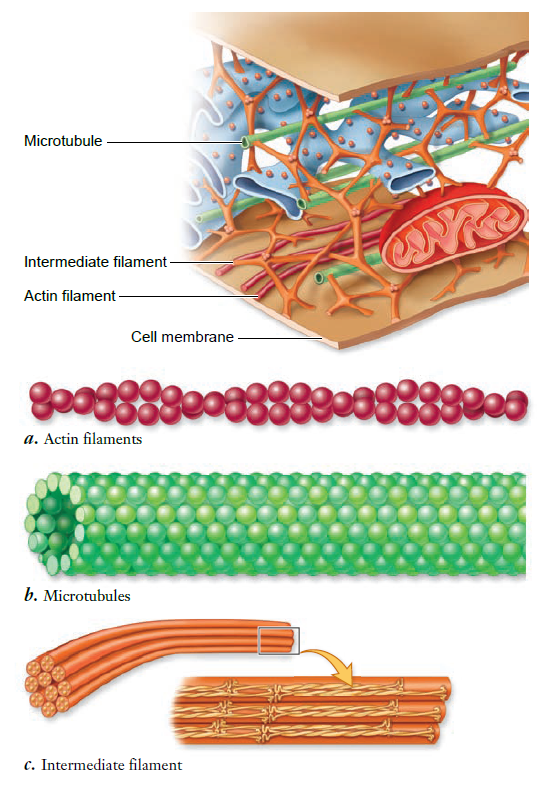 Microtubule
Intermediate filament
Actin filament
Cell membrane
a. Actin filaments
b. Microtubules
c. Intermediate filament